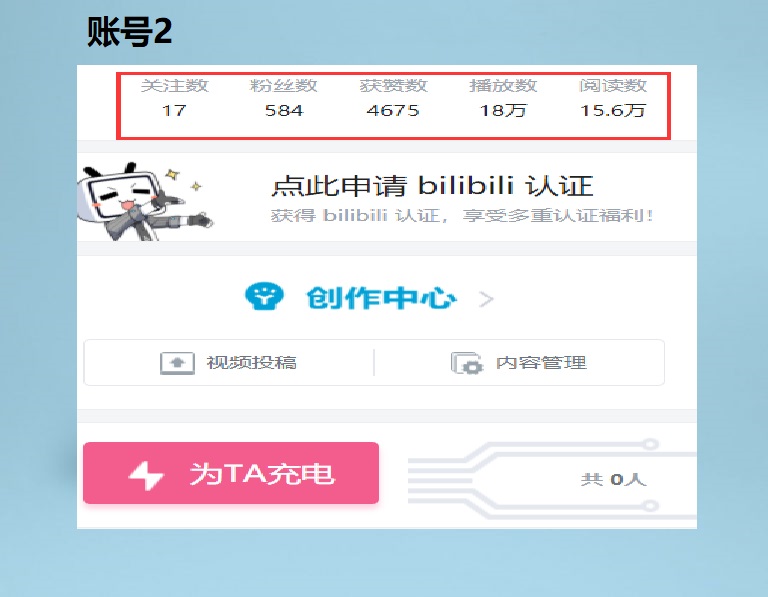 账号2
关注数 粉丝数 获赞数 播放数 阅读数
17 584 4675 18万 15.6万
点此申请 bilibili 认证
获得 bilibili 认证，享受多重认证福利！
创作中心 >
视频投稿 内容管理
为TA充电 共 0人